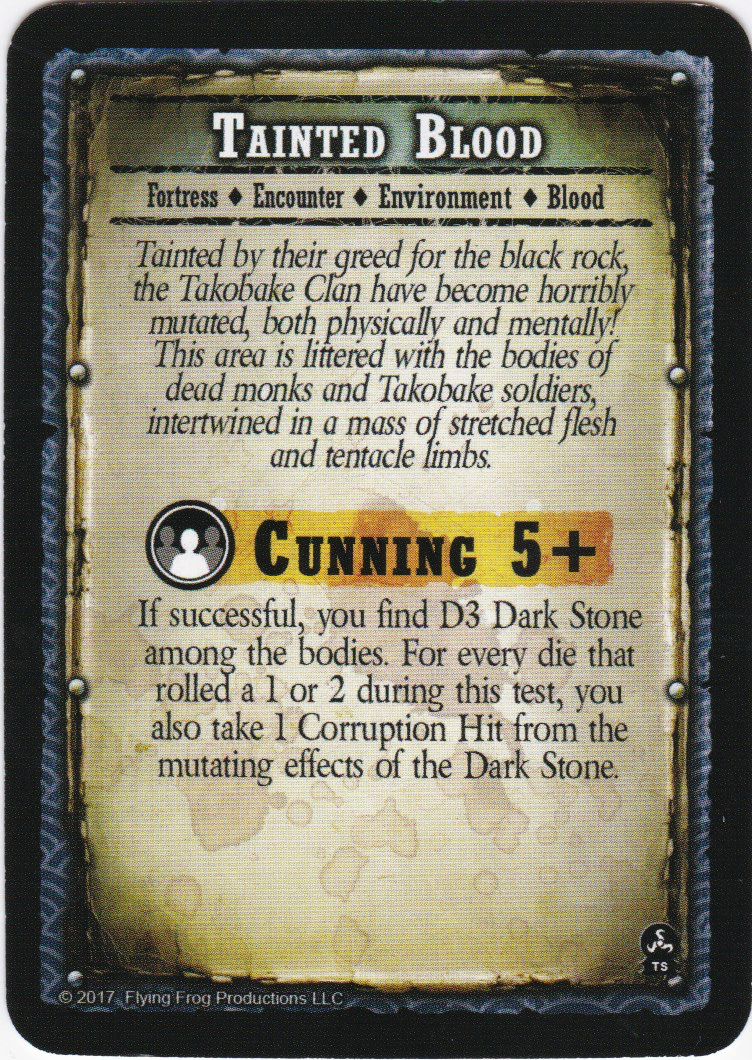 Tainted Blood
Fortress ♦ Encounter ♦ Environment ♦ Blood
Tainted by their greed for the black rock,
the Takobake Clan have become horribly
mutated, both physically and mentally!
This area is littered with the bodies of
dead monks and Takobake soldiers,
intertwined in a mass of stretched flesh
and tentacle limbs.
Cunning 5+
If successful, you find D3 Dark Stone
among the bodies. For every die that
rolled a 1 or 2 during this test, you
also take 1 Corruption Hit from the
mutating effects of the Dark Stone.
TS
© 2017 Flying Frog Productions LLC